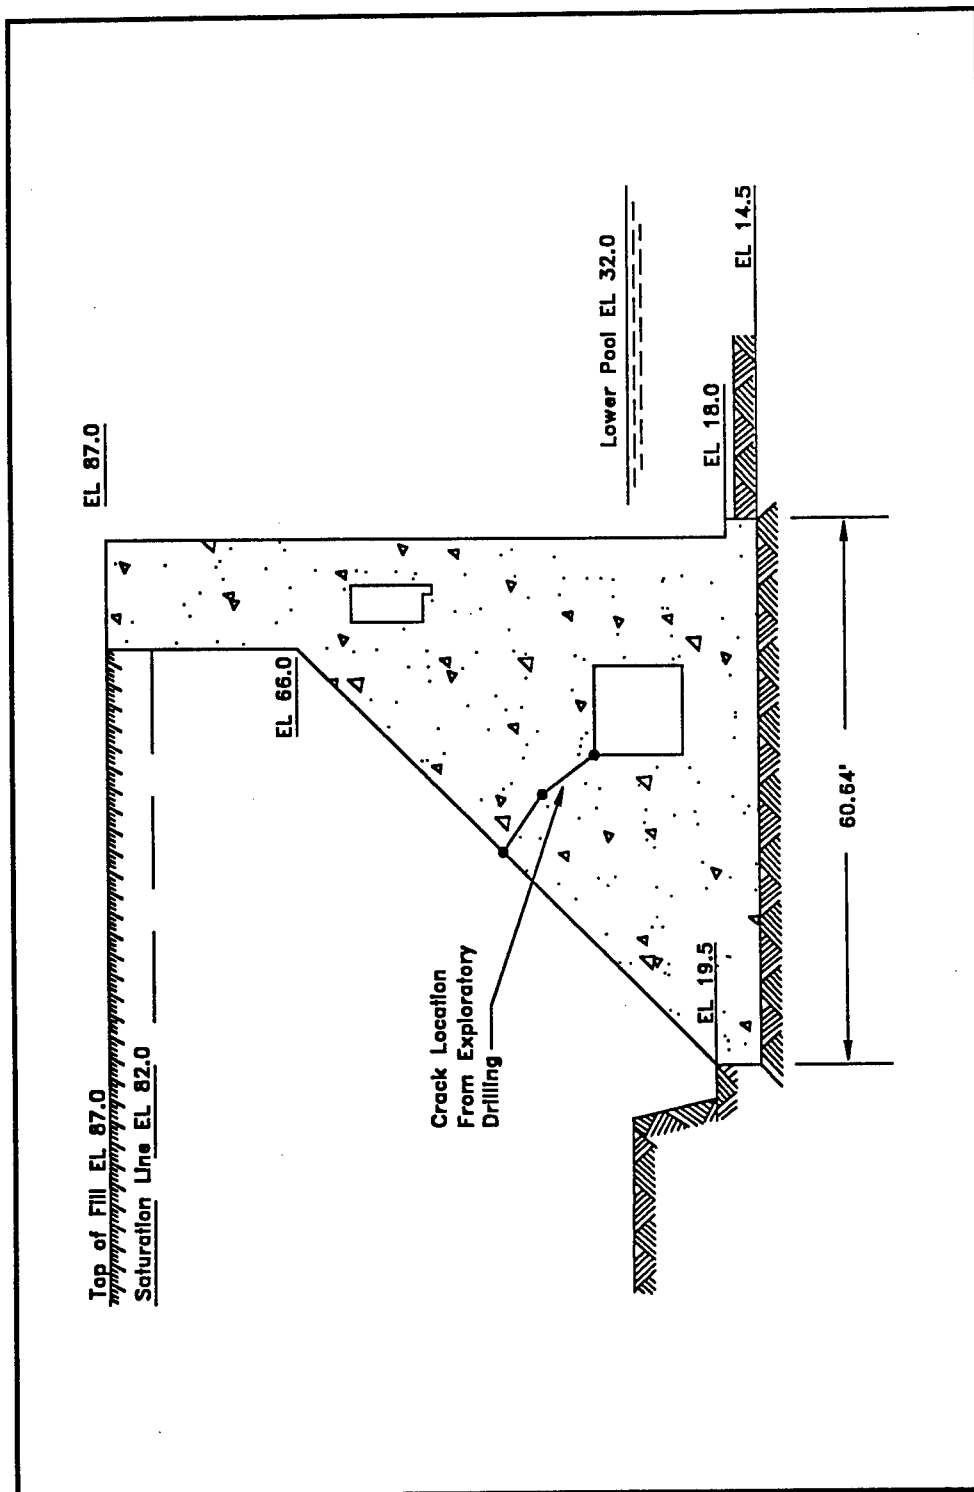 Top of Fill EL 87.0
Saturation Line EL 82.0
EL 87.0
EL 66.0
Lower Pool EL 32.0
EL 18.0
EL 14.5
Crack Location
From Exploratory
Drilling
EL 19.5
60.64'